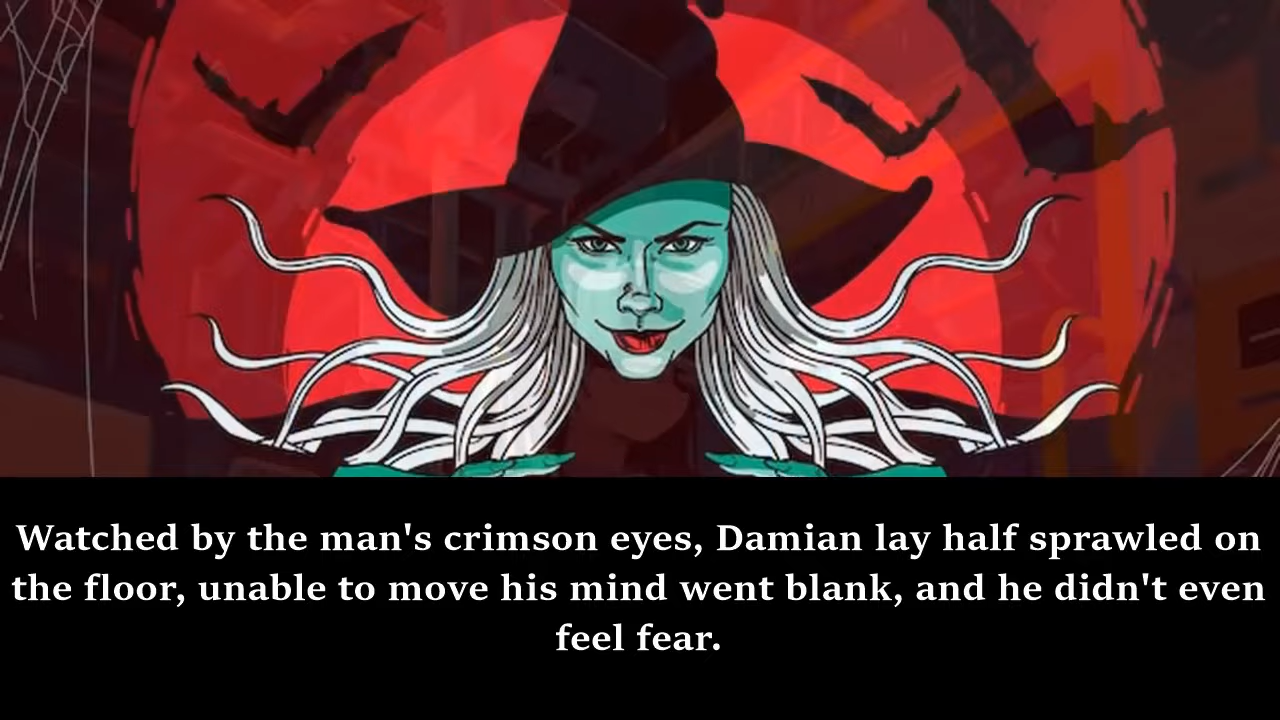 Watched by the man's crimson eyes, Damian lay half sprawled on
the floor, unable to move his mind went blank, and he didn't even
feel fear.